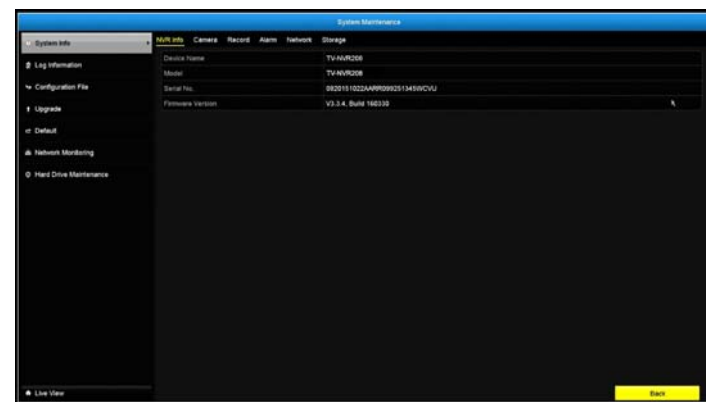 System Maintenance
System Info
Log Information
Configuration File
Upgrade
Default
Network Monitoring
Hard Drive Maintenance
Live View
NVR Info Camera Record Alarm Network Storage
Device Name TV-NVR208
Model TV-NVR208
Serial No.
Firmware Version V3.3.4, Build 160330
Back